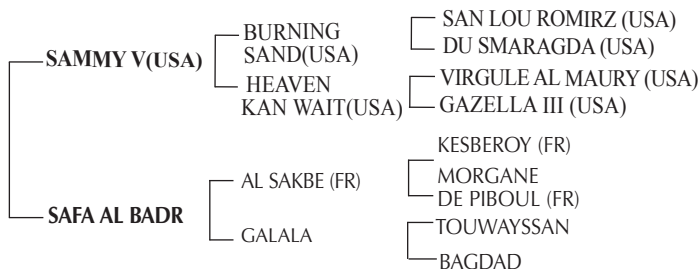 SAN LOU ROMIRZ (USA)
BURNING
SAND(USA)
DU SMARAGDA (USA)
SAMMY V(USA)
HEAVEN
KAN WAIT(USA)
VIRGULE AL MAURY (USA)
GAZELLA III (USA)
KESBEROY (FR)
AL SAKBE (FR)
MORGANE
DE PIBOUL (FR)
SAFA AL BADR
TOUWAYSSAN
GALALA
BAGDAD